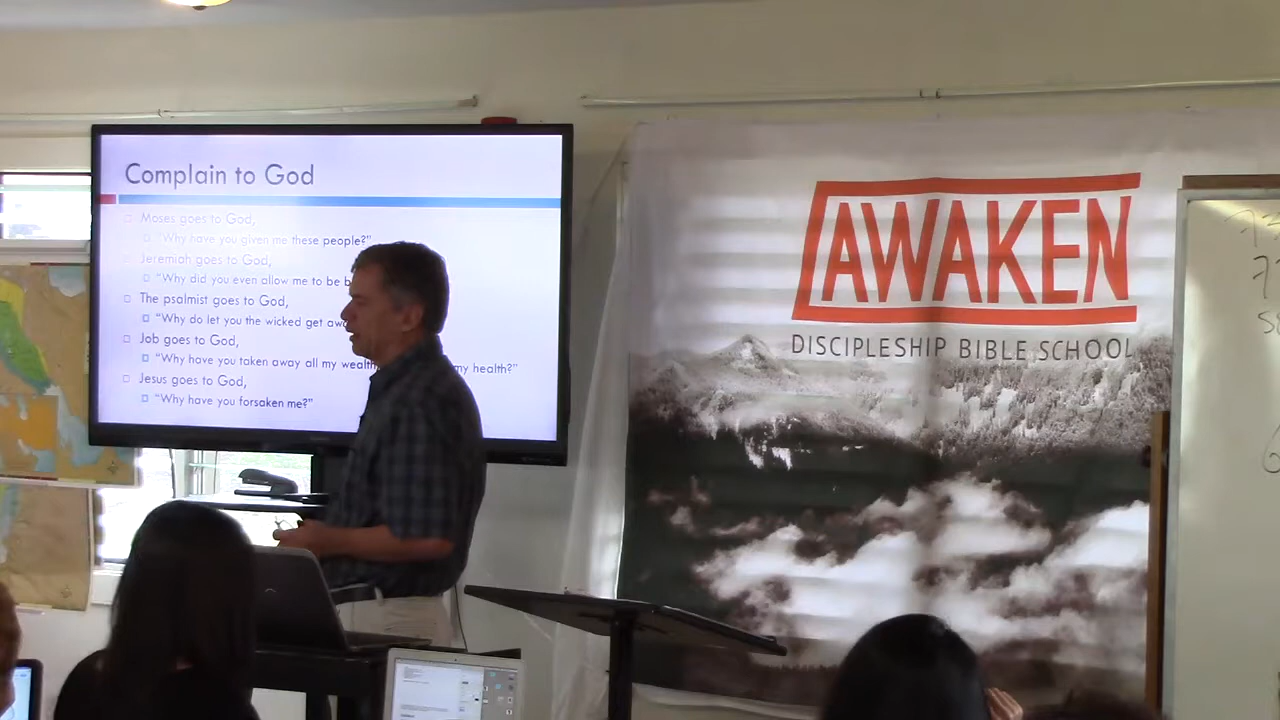 Complain to God
Moses goes to God,
"Why have you given me these people?"
Jeremiah goes to God,
"Why did you even allow me to be b
The psalmist goes to God,
"Why do let you the wicked get awa
Job goes to God,
"Why have you taken away all my wealth my health?"
Jesus goes to God,
"Why have you forsaken me?"
AWAKEN
DISCIPLESHIP BIBLE SCHOOL